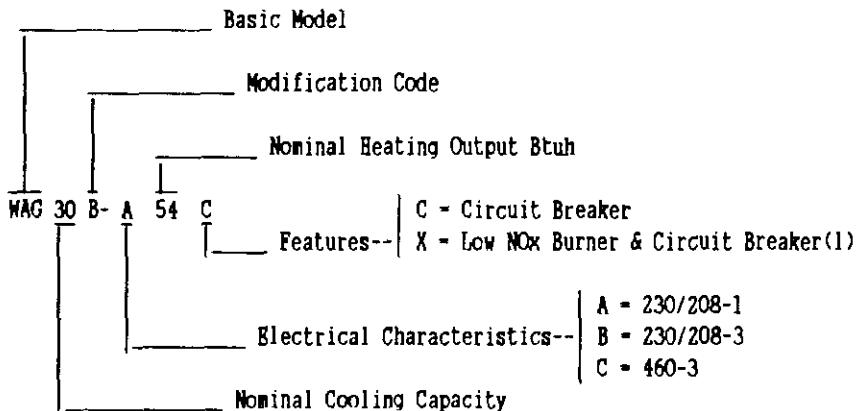 Basic Model
Modification Code
Nominal Heating Output Btuh
WAG 30 B- A 54 C
C = Circuit Breaker
Features-- X = Low NOx Burner & Circuit Breaker(1)
A = 230/208-1
Electrical Characteristics-- B = 230/208-3
C = 460-3
Nominal Cooling Capacity